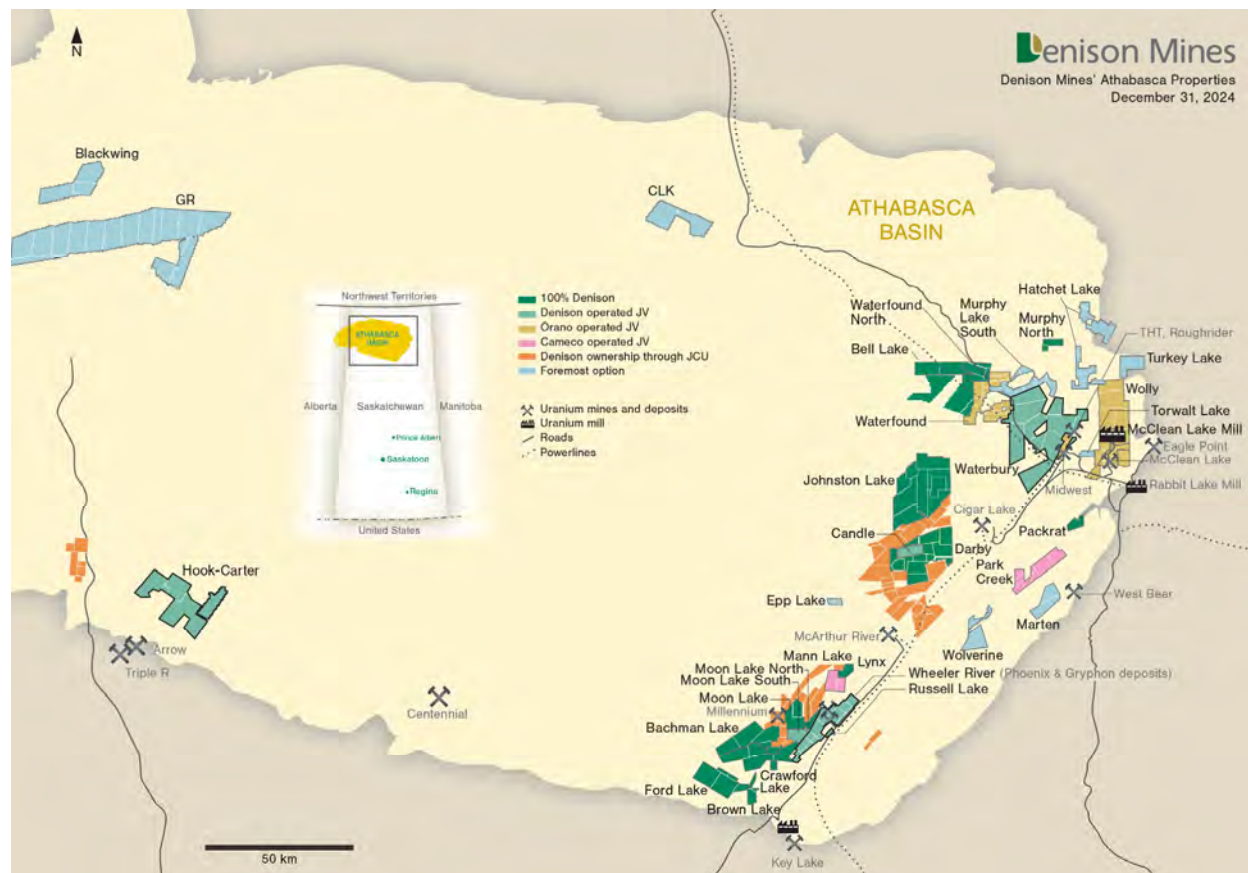 N
Denison Mines
Denison Mines' Athabasca Properties
December 31, 2024
Blackwing
GR
CLK
ATHABASCA
BASIN
Northwest Territories
ATHABASCA
BASIN
Alberta
Saskatchewan
Manitoba
Prince Albert
Saskatoon
Regina
United States
100% Denison
Denison operated JV
Orano operated JV
Cameco operated JV
Denison ownership through JCU
Foremost option
Uranium mines and deposits
Uranium mill
Roads
Powerlines
Hatchet Lake
Waterfound
North
Murphy
Lake
South
Murphy
North
THT, Roughrider
Bell Lake
Turkey Lake
Wolly
Waterfound
Torwalt Lake
McClean Lake Mill
Eagle Point
McClean Lake
Waterbury
Johnston Lake
Midwest
Rabbit Lake Mill
Cigar Lake
Packrat
Candle
Darby
Park
Creek
Hook-Carter
Epp Lake
West Bear
Marten
McArthur River
Arrow
Triple R
Wolverine
Mann Lake
Lynx
Moon Lake North
Wheeler River (Phoenix & Gryphon deposits)
Moon Lake South
Russell Lake
Moon Lake
Millennium
Centennial
Bachman Lake
Crawford
Lake
Ford Lake
Brown Lake
50 km
Key Lake